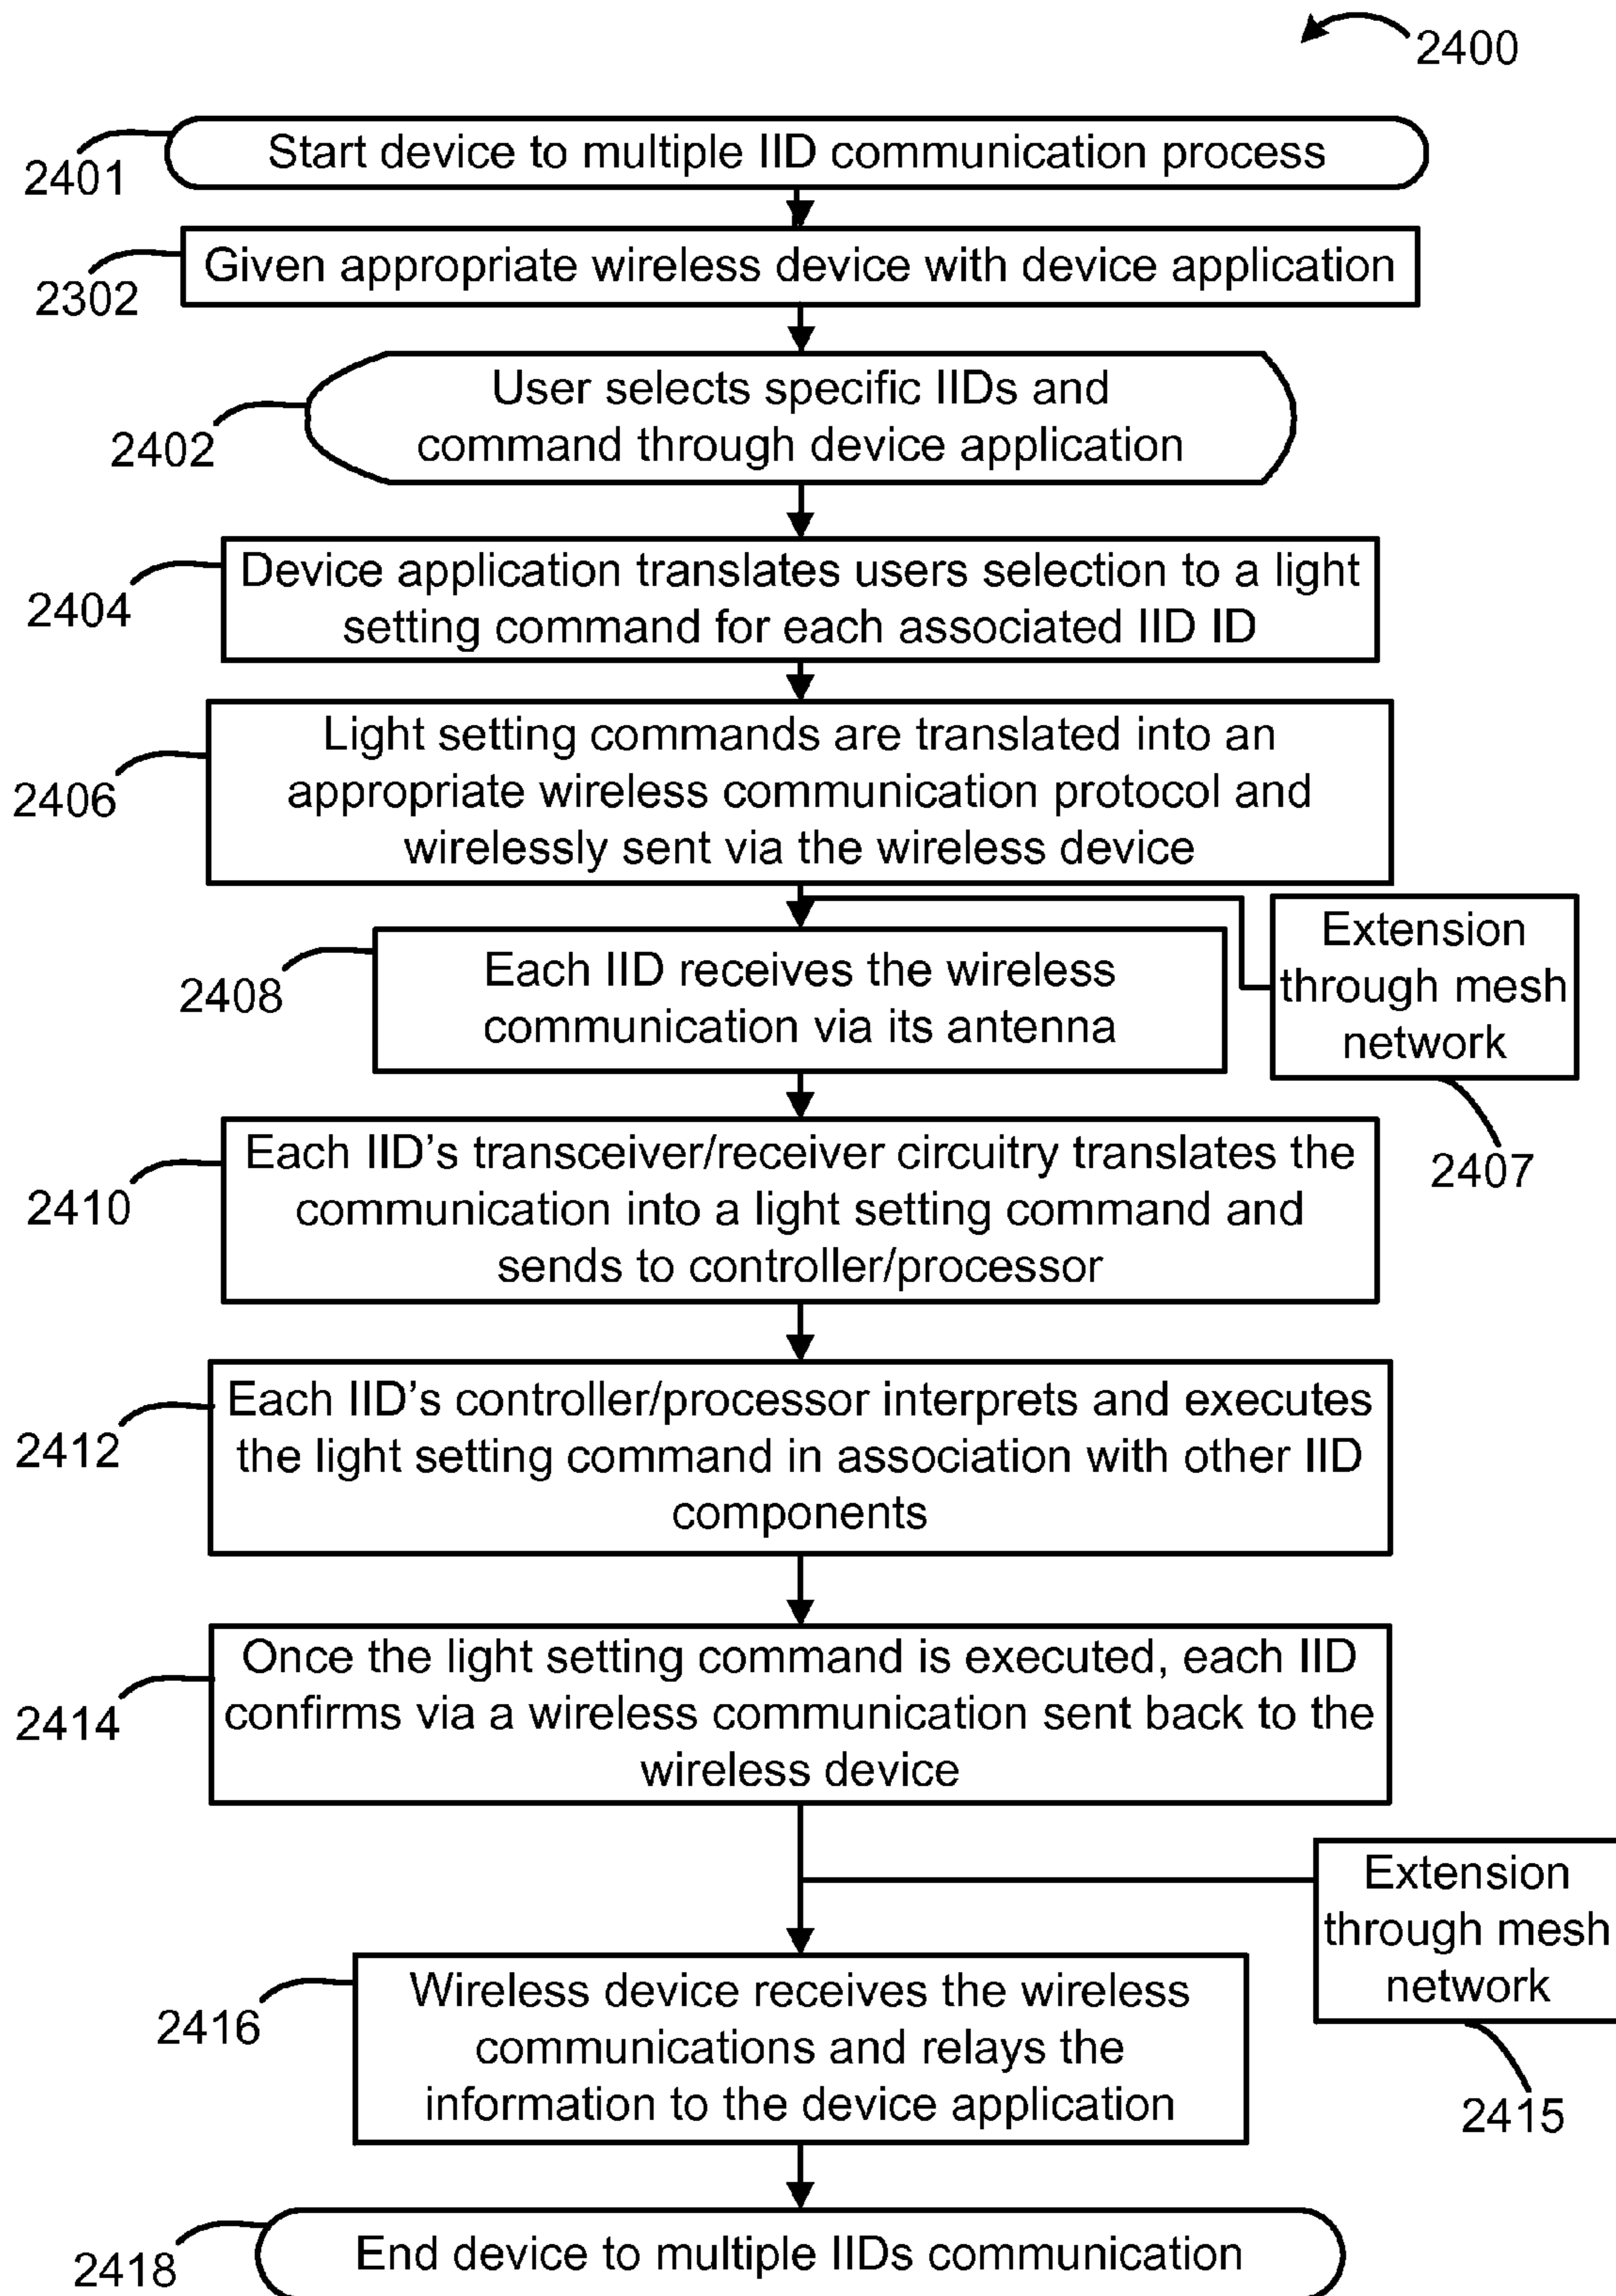 2400
2401
Start device to multiple IID communication process
2302
Given appropriate wireless device with device application
2402
User selects specific IIDs and
command through device application
2404
Device application translates users selection to a light
setting command for each associated IID ID
2406
Light setting commands are translated into an
appropriate wireless communication protocol and
wirelessly sent via the wireless device
Extension
through mesh
network
2407
2408
Each IID receives the wireless
communication via its antenna
2410
Each IID's transceiver/receiver circuitry translates the
communication into a light setting command and
sends to controller/processor
2412
Each IID's controller/processor interprets and executes
the light setting command in association with other IID
components
2414
Once the light setting command is executed, each IID
confirms via a wireless communication sent back to the
wireless device
Extension
through mesh
network
2415
2416
Wireless device receives the wireless
communications and relays the
information to the device application
2418
End device to multiple IIDs communication